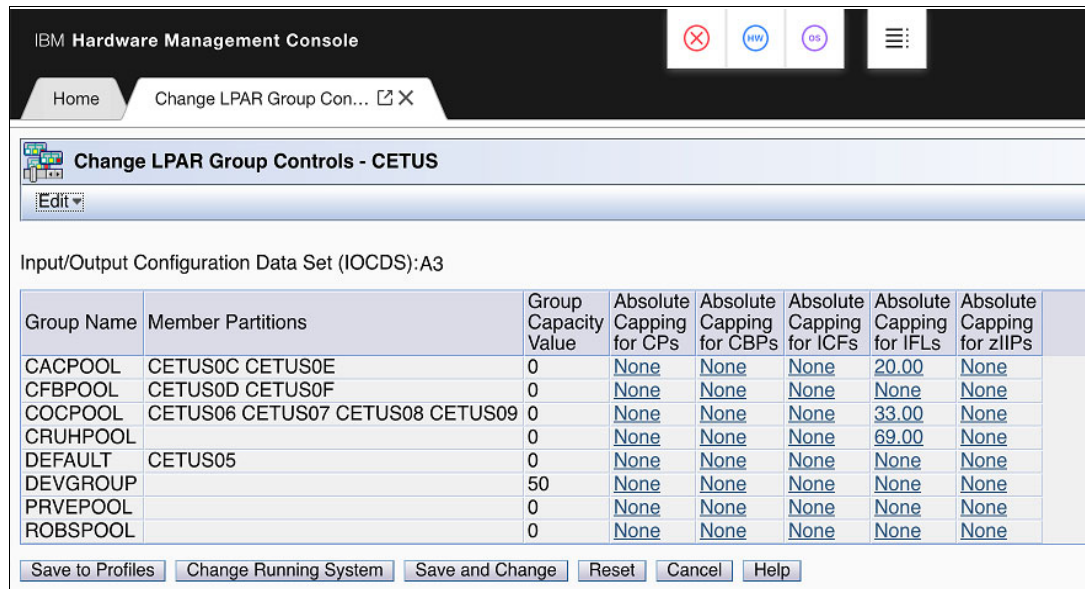 IBM Hardware Management Console
HW
OS
Home
Change LPAR Group Con...
Change LPAR Group Controls - CETUS
Edit
Input/Output Configuration Data Set (IOCDS):A3
Group Name Member Partitions Group Capacity Value Absolute Capping for CPs Absolute Capping for CBPs Absolute Capping for ICFs Absolute Capping for IFLs Absolute Capping for zIIPs
CACPOOL CETUS0C CETUS0E 0 None None None 20.00 None
CFBPOOL CETUS0D CETUS0F 0 None None None None None
COCPOOL CETUS06 CETUS07 CETUS08 CETUS09 0 None None None 33.00 None
CRUHPOOL 0 None None None 69.00 None
DEFAULT CETUS05 0 None None None None None
DEVGROUP 50 None None None None None
PRVEPOOL 0 None None None None None
ROBSPOOL 0 None None None None None
Save to Profiles Change Running System Save and Change Reset Cancel Help